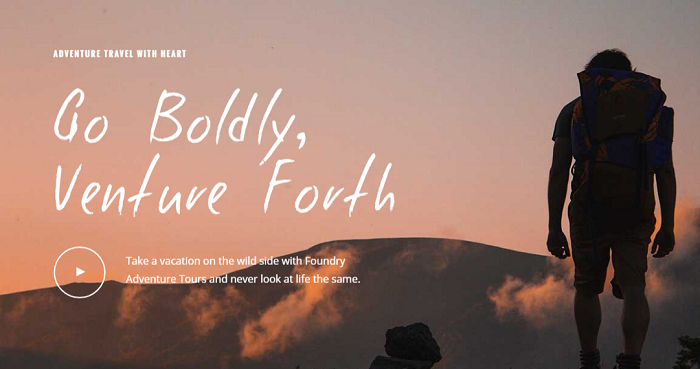 ADVENTURE TRAVEL WITH HEART
Go Boldly,
Venture Forth
Take a vacation on the wild side with Foundry
Adventure Tours and never look at life the same.